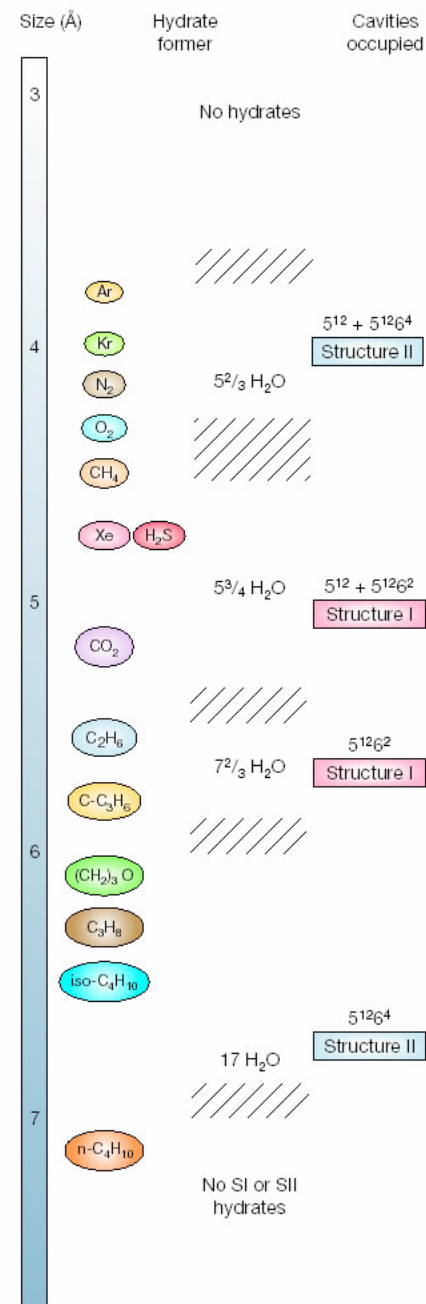 Size (Å)
Hydrate
former
Cavities
occupied
3
No hydrates
Ar
5¹² + 5¹²6⁴
4
Kr
Structure II
N₂
5²/₃ H₂O
O₂
CH₄
Xe
H₂S
5³/₄ H₂O
5¹² + 5¹²6²
5
Structure I
CO₂
C₂H₆
5¹²6²
7²/₃ H₂O
Structure I
C-C₃H₆
6
(CH₂)₃ O
C₃H₈
iso-C₄H₁₀
5¹²6⁴
Structure II
17 H₂O
7
n-C₄H₁₀
No SI or SII
hydrates